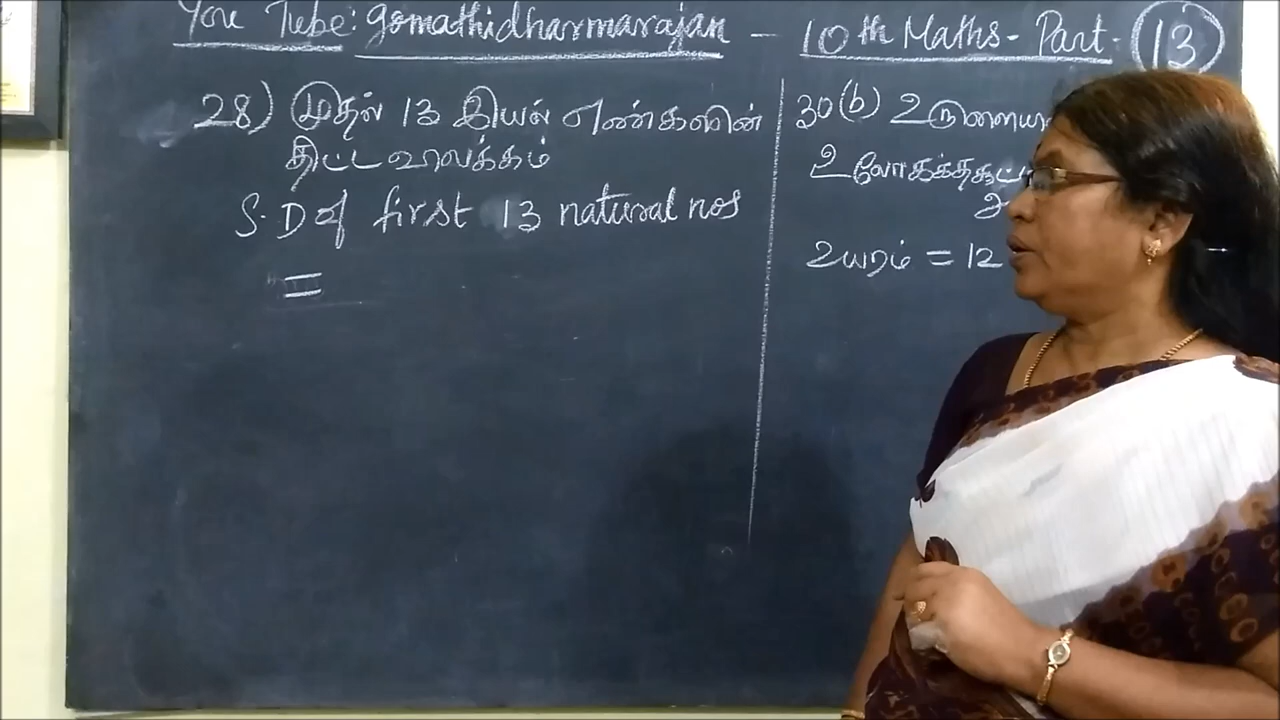 You Tube: gomathidharmarajan - 10th Maths - Part - 13
28) முதல் 13 இயல் எண்களின்
திட்ட விலக்கம்
S.D of first 13 natural nos
=
30 (b) உருளை
உலோகத்
உயரம் = 12